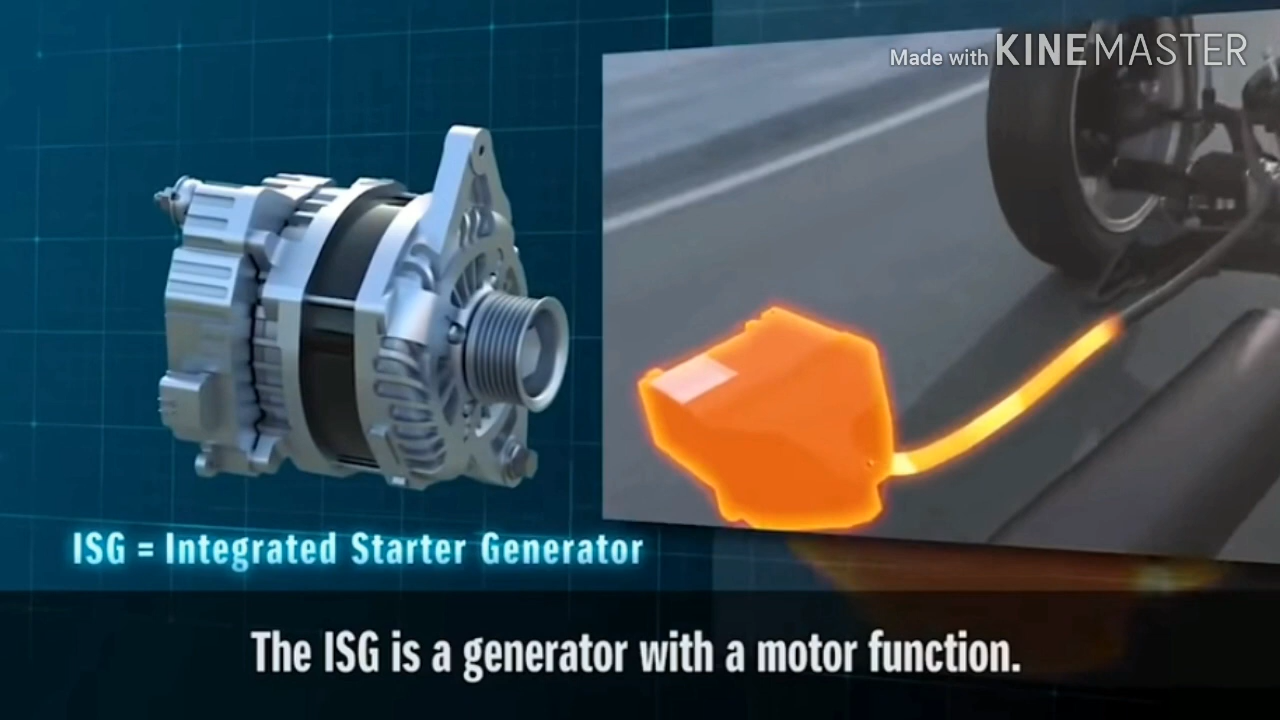 Made with KINEMASTER
ISG = Integrated Starter Generator
The ISG is a generator with a motor function.